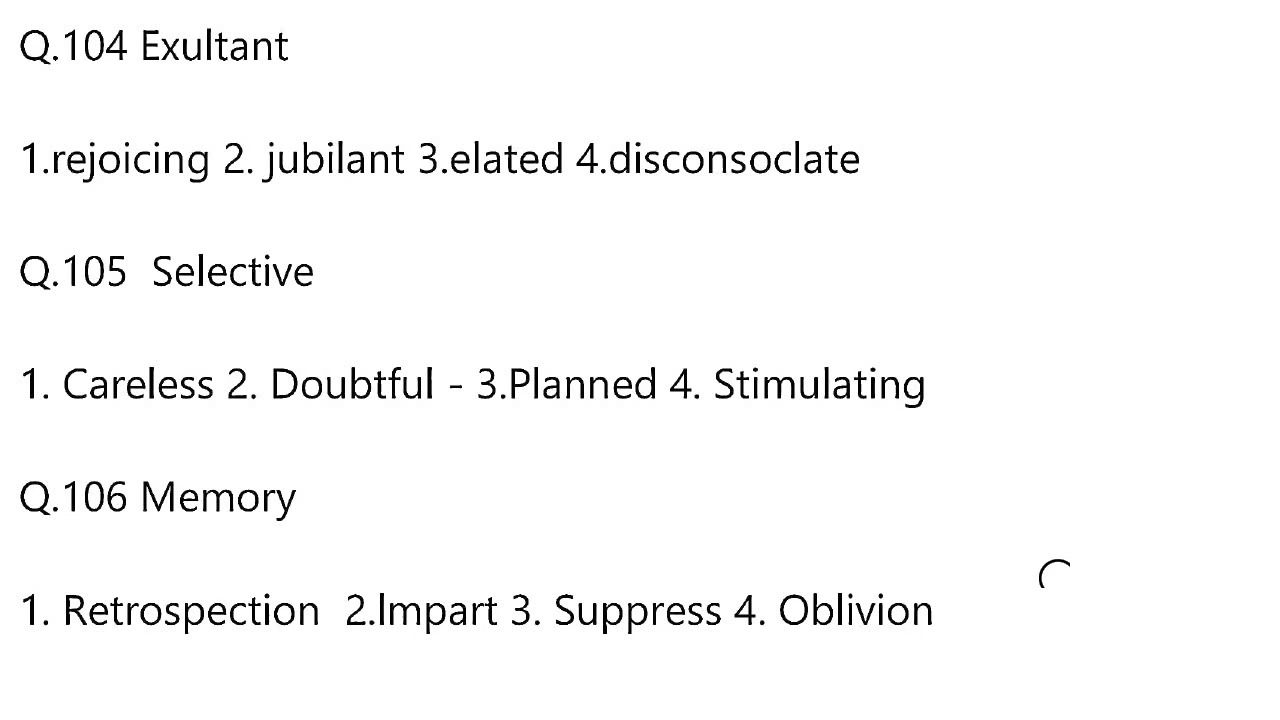 Q.104 Exultant
1.rejoicing 2. jubilant 3.elated 4.disconsoclate
Q.105 Selective
1. Careless 2. Doubtful - 3.Planned 4. Stimulating
Q.106 Memory
1. Retrospection 2.Impart 3. Suppress 4. Oblivion